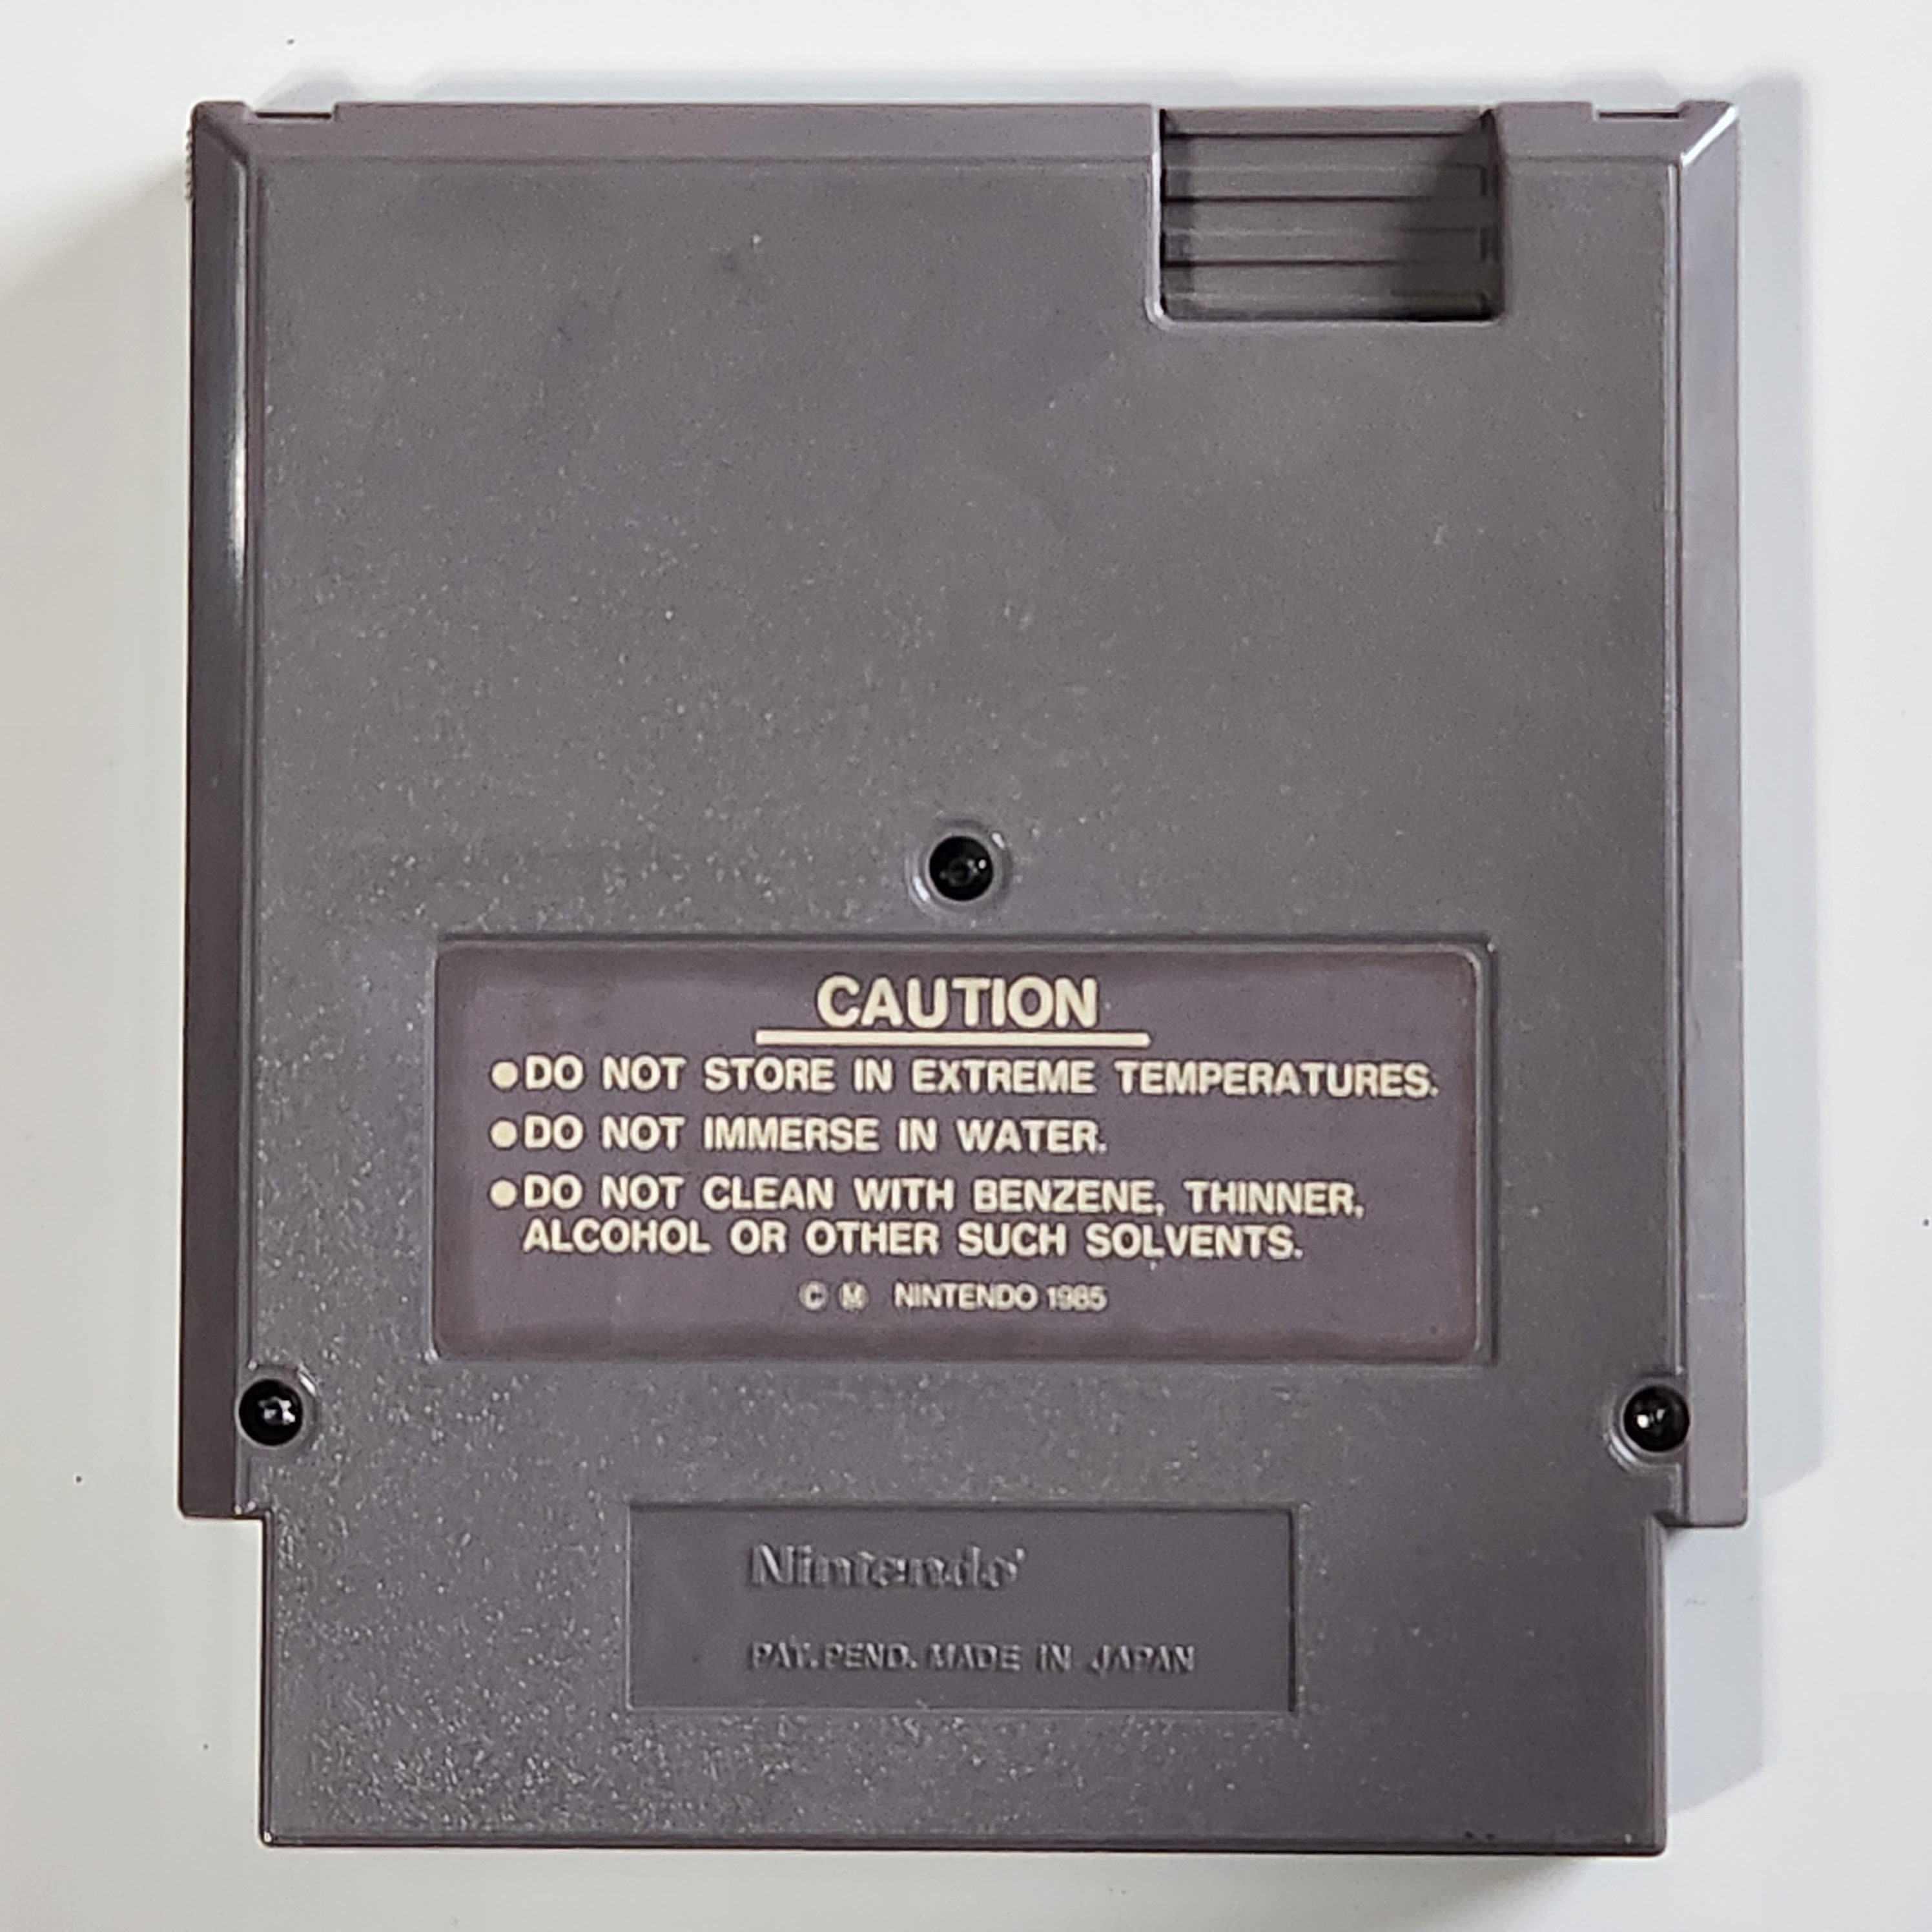 CAUTION
●DO NOT STORE IN EXTREME TEMPERATURES.
●DO NOT IMMERSE IN WATER.
●DO NOT CLEAN WITH BENZENE, THINNER,
ALCOHOL OR OTHER SUCH SOLVENTS.
© Ⓜ NINTENDO 1985
Nintendo®
PAT. PEND. MADE IN JAPAN